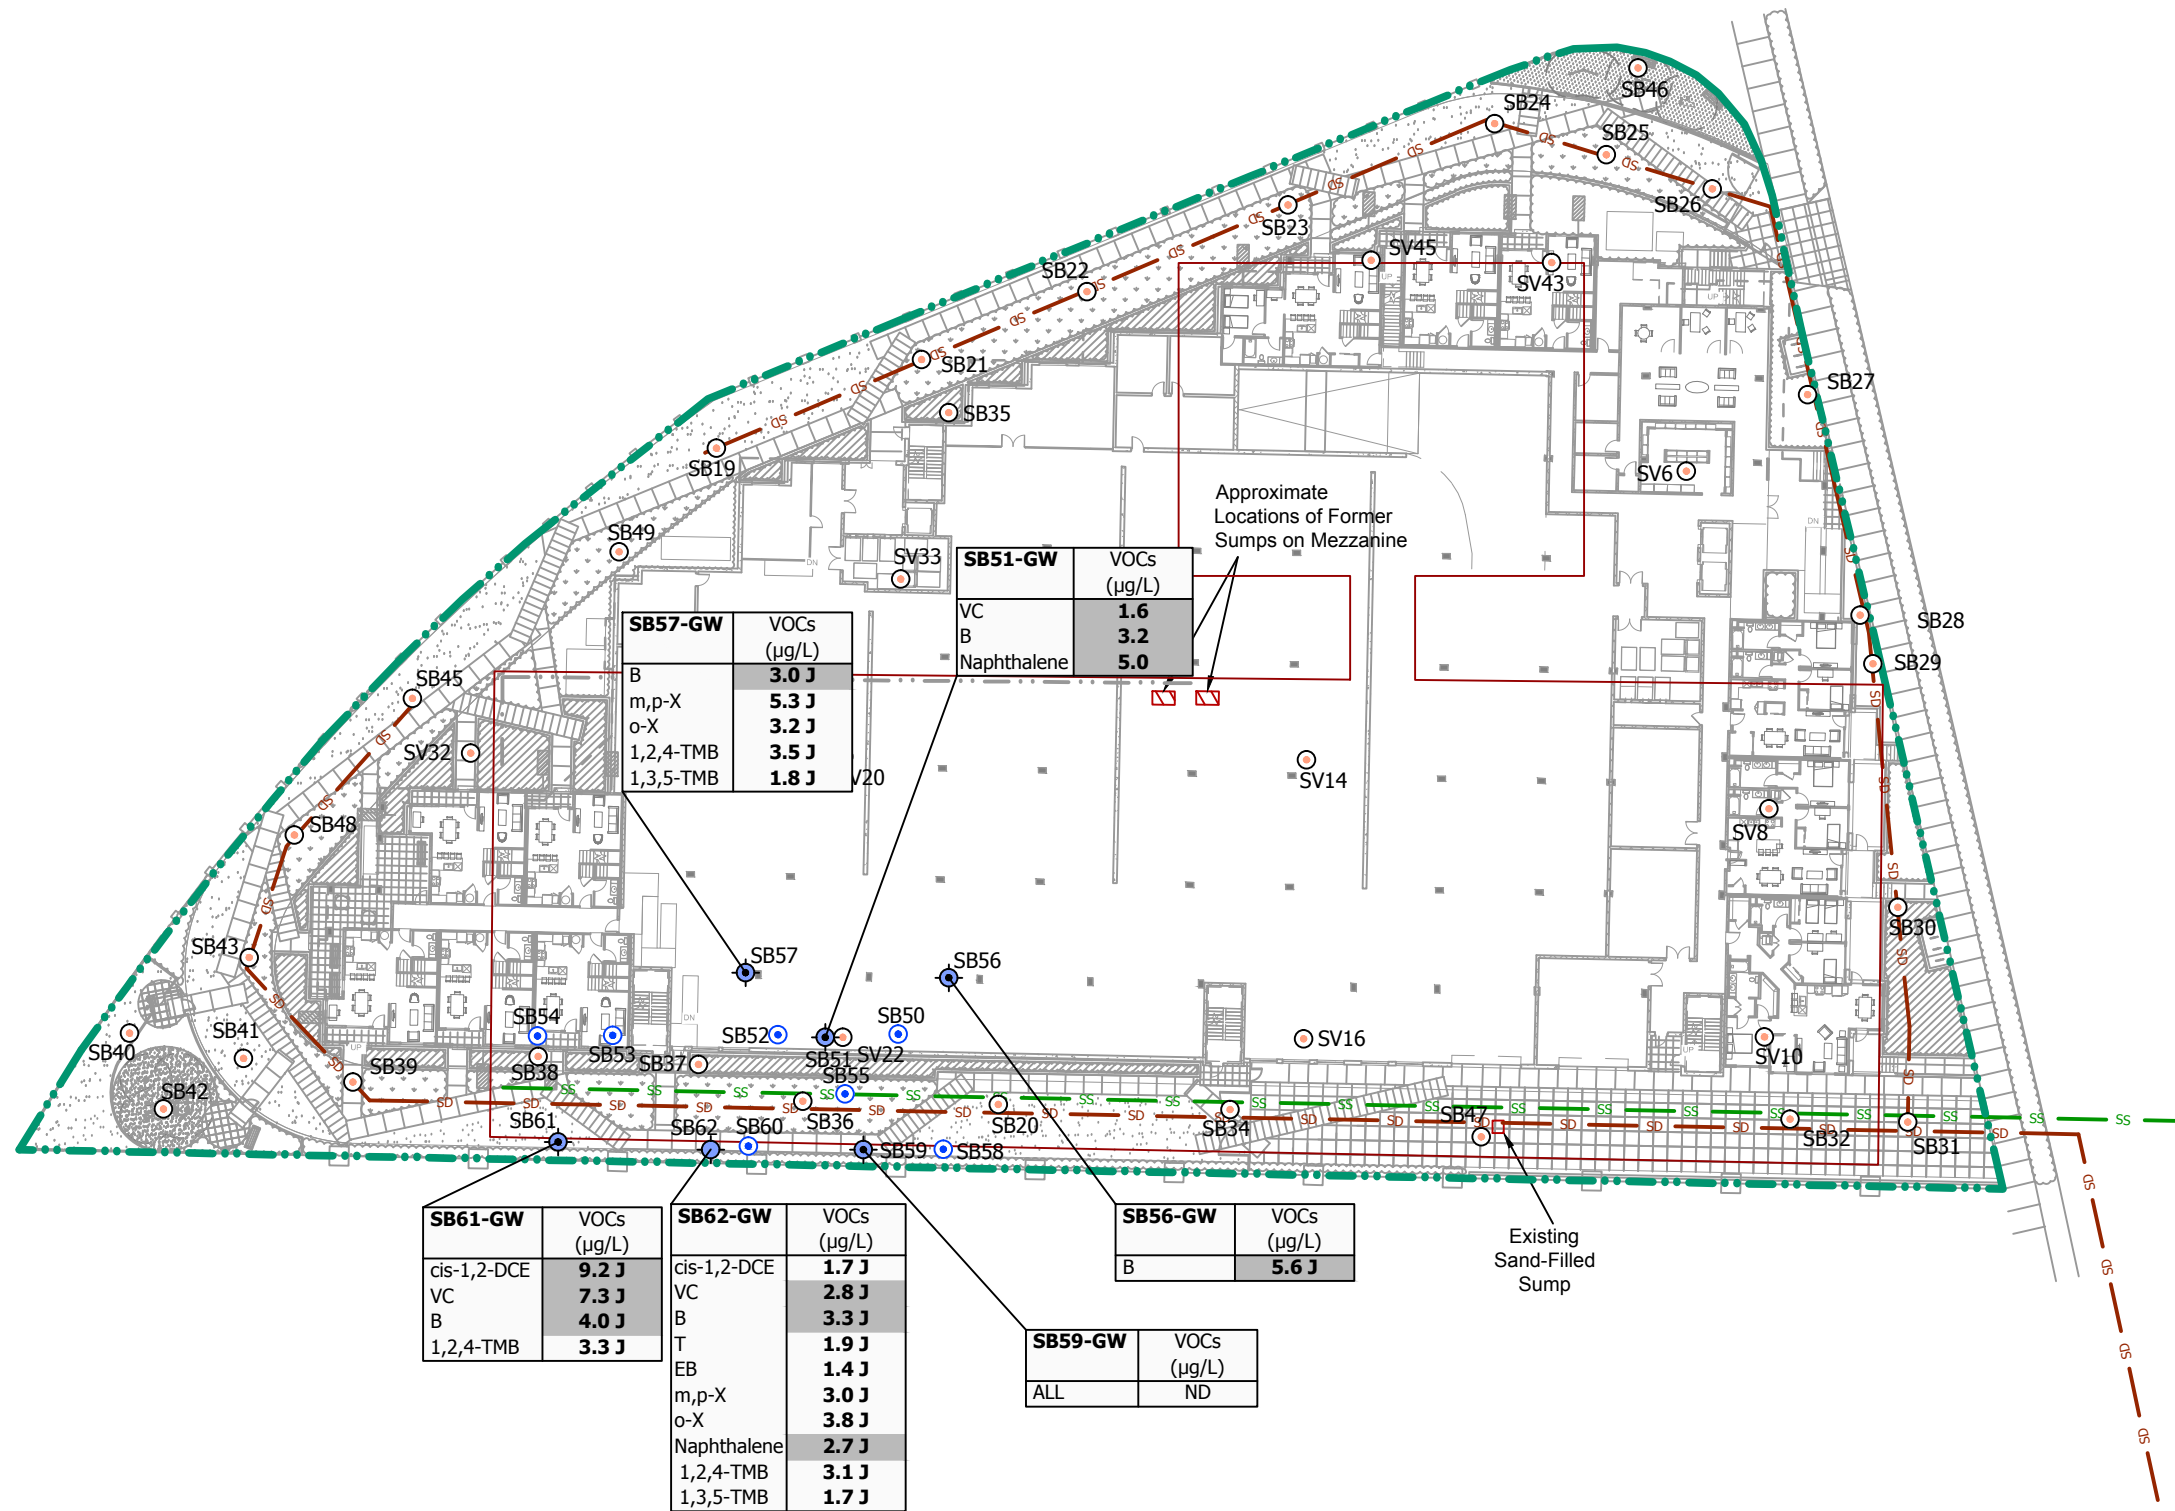 SB46
SB24
SB25
SB26
SB23
SV45
SV43
SB22
SB21
SB27
SB35
SB19
SV6
Approximate
Locations of Former
Sumps on Mezzanine
SB49
SV33
SB51-GW VOCs
(µg/L)
VC 1.6
B 3.2
Naphthalene 5.0
SB57-GW VOCs
(µg/L)
B 3.0 J
m,p-X 5.3 J
o-X 3.2 J
1,2,4-TMB 3.5 J
1,3,5-TMB 1.8 J
V20
SB28
SB29
SB45
SV32
SV14
SV8
SB48
SB30
SB43
SB57
SB56
SB54
SB53
SB52
SB50
SB51
SV22
SV16
SV10
SB40
SB41
SB42
SB39
SB38
SB37
SB55
SB36
SB20
SB34
SB47
SB32
SB31
SB61
SB62
SB60
SB59
SB58
SB61-GW VOCs
(µg/L)
cis-1,2-DCE 9.2 J
VC 7.3 J
B 4.0 J
1,2,4-TMB 3.3 J
SB62-GW VOCs
(µg/L)
cis-1,2-DCE 1.7 J
VC 2.8 J
B 3.3 J
T 1.9 J
EB 1.4 J
m,p-X 3.0 J
o-X 3.8 J
Naphthalene 2.7 J
1,2,4-TMB 3.1 J
1,3,5-TMB 1.7 J
SB56-GW VOCs
(µg/L)
B 5.6 J
SB59-GW VOCs
(µg/L)
ALL ND
Existing
Sand-Filled
Sump
SD
SS
UP
DN